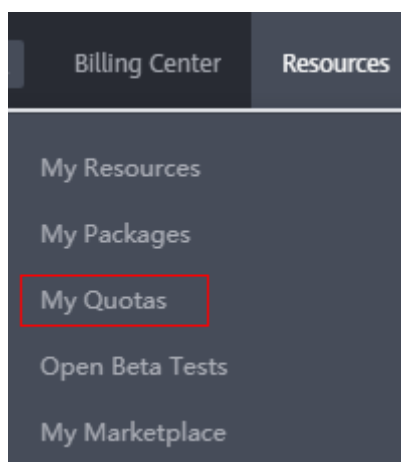 Billing Center Resources
My Resources
My Packages
My Quotas
Open Beta Tests
My Marketplace